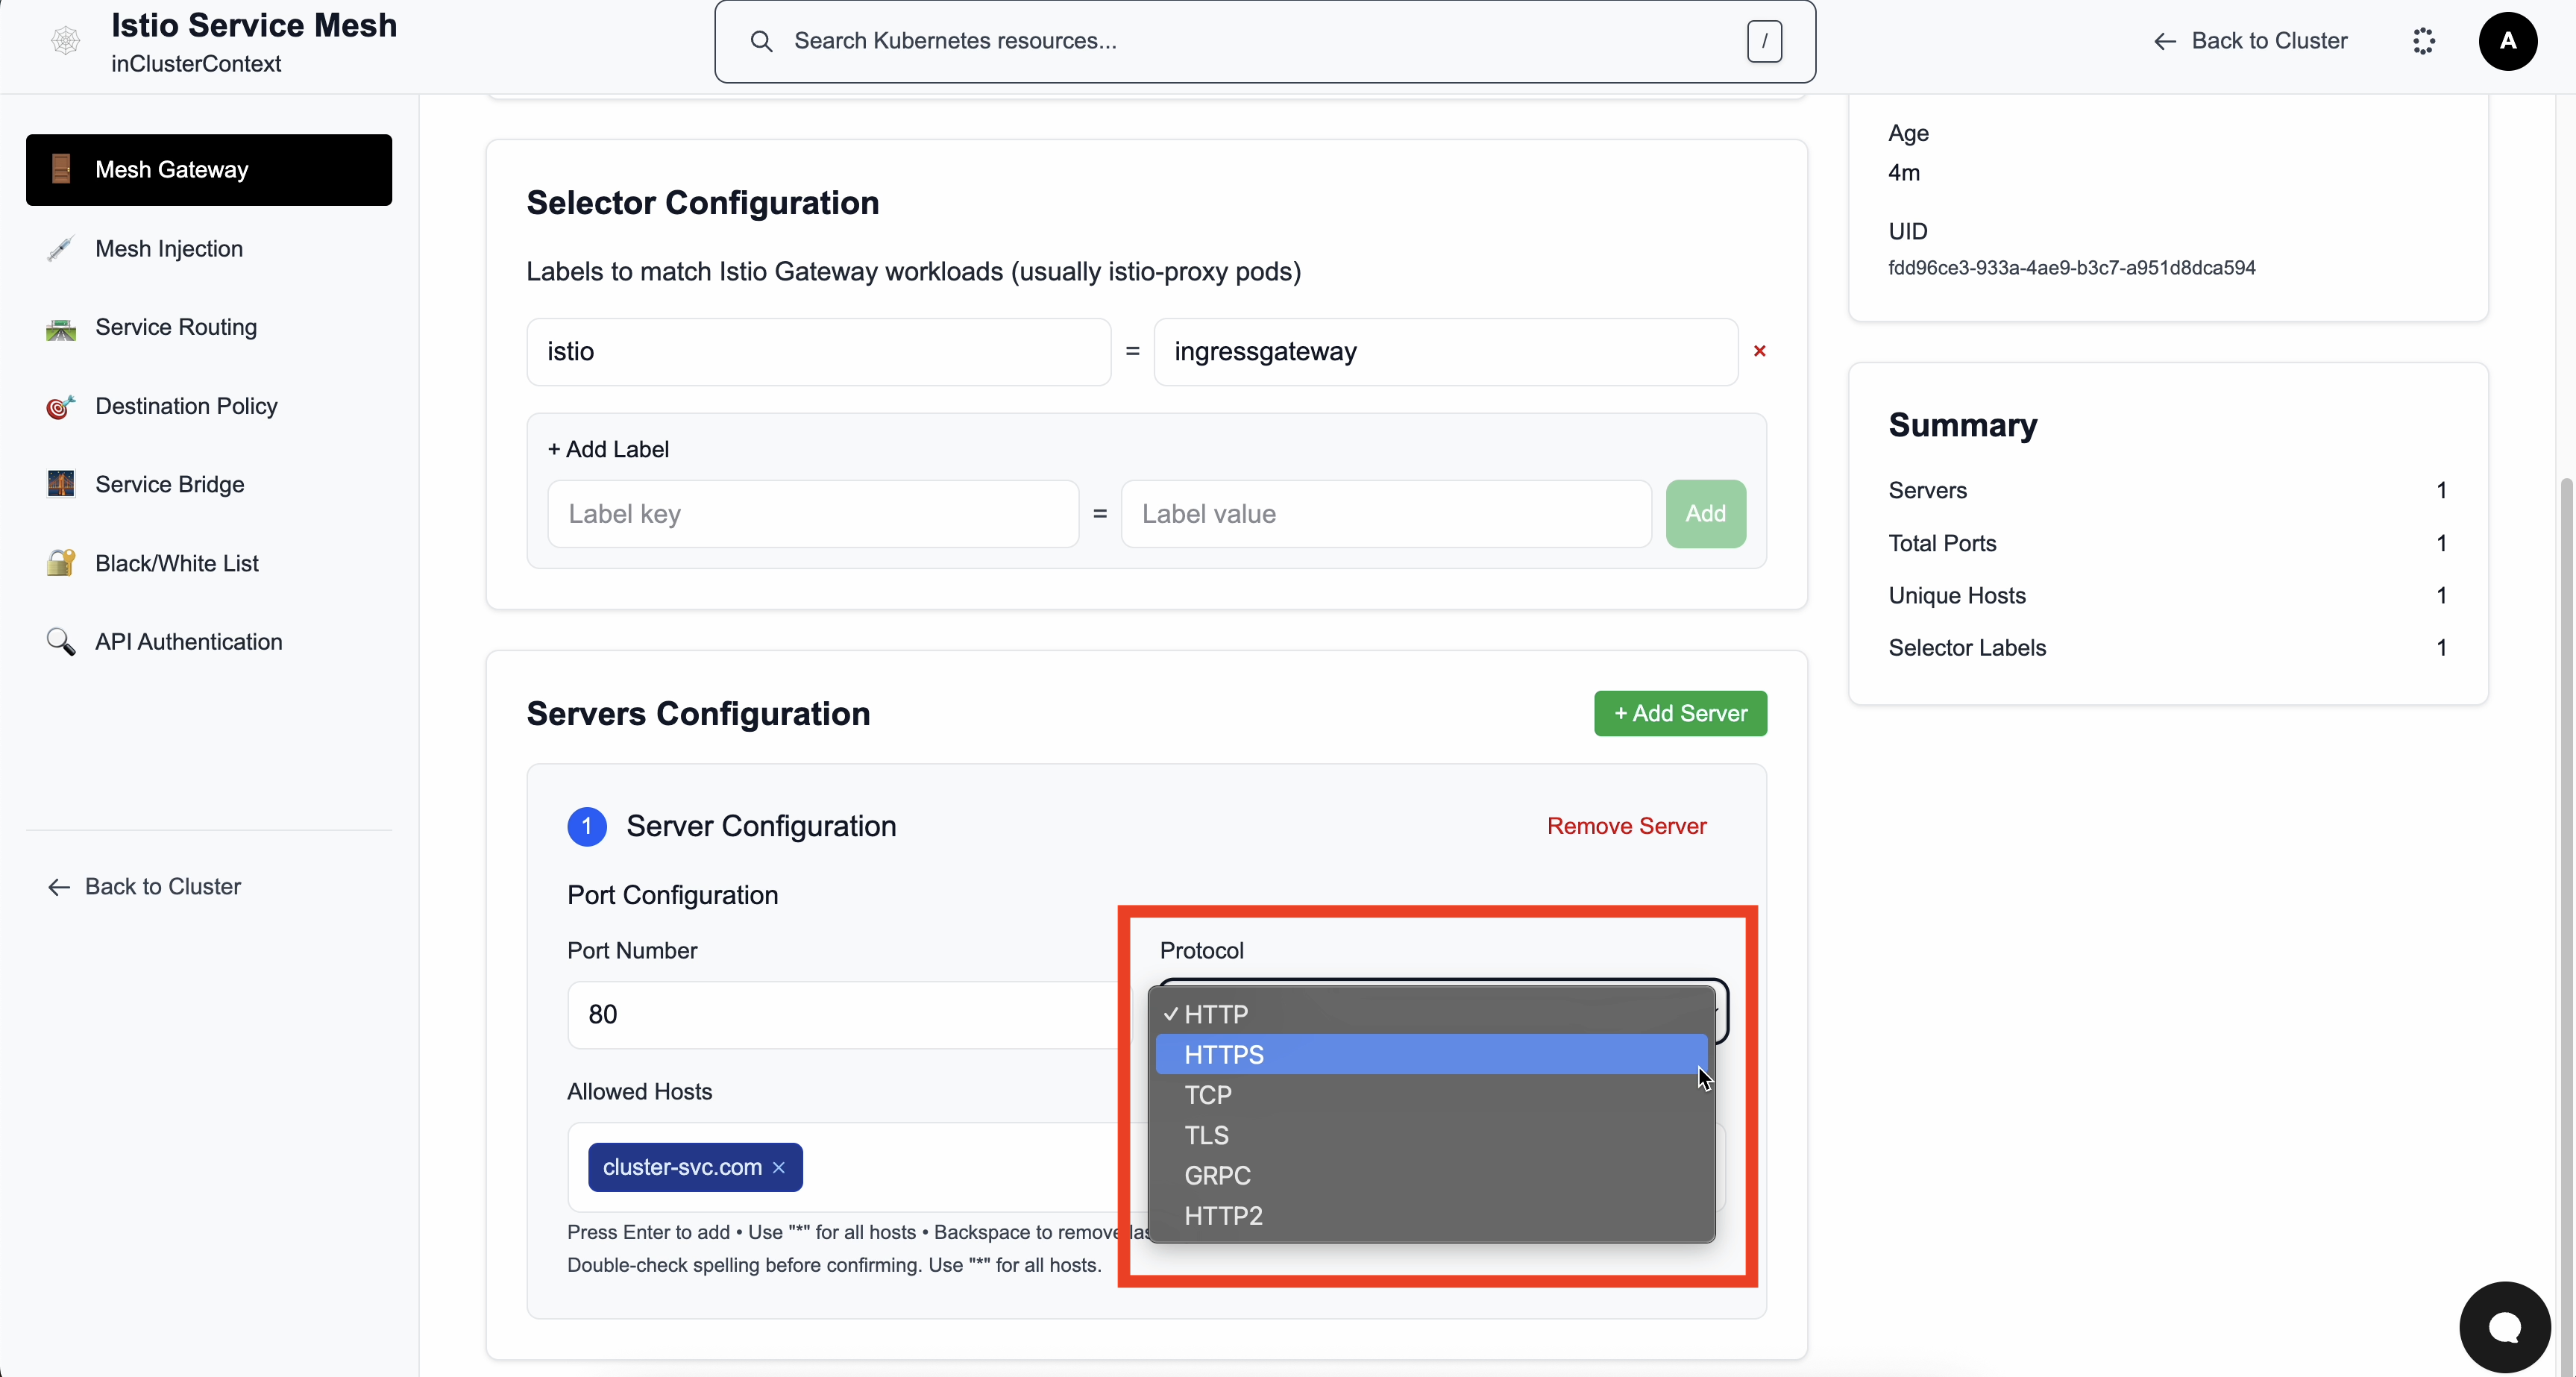 Istio Service Mesh
inClusterContext
Search Kubernetes resources...
/
Back to Cluster
A
Mesh Gateway
Mesh Injection
Service Routing
Destination Policy
Service Bridge
Black/White List
API Authentication
Back to Cluster
Selector Configuration
Labels to match Istio Gateway workloads (usually istio-proxy pods)
istio
=
ingressgateway
×
+ Add Label
Label key
=
Label value
Add
Servers Configuration
+ Add Server
1
Server Configuration
Remove Server
Port Configuration
Port Number
80
Protocol
✓ HTTP
HTTPS
TCP
TLS
GRPC
HTTP2
Allowed Hosts
cluster-svc.com ×
Press Enter to add • Use "*" for all hosts • Backspace to remove
Double-check spelling before confirming. Use "*" for all hosts.
Age
4m
UID
fdd96ce3-933a-4ae9-b3c7-a951d8dca594
Summary
Servers 1
Total Ports 1
Unique Hosts 1
Selector Labels 1